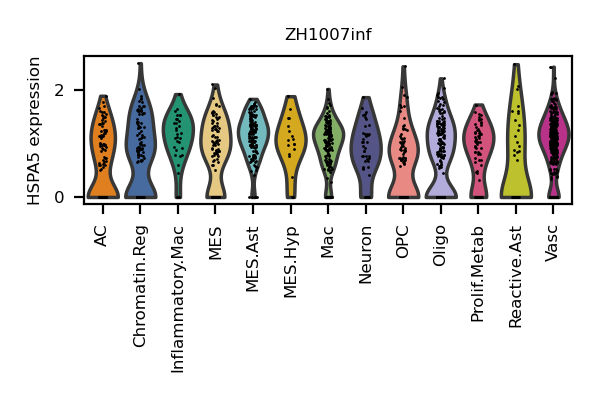 ZH1007inf
HSPA5 expression
2
0
AC
Chromatin.Reg
Inflammatory.Mac
MES
MES.Ast
MES.Hyp
Mac
Neuron
OPC
Oligo
Prolif.Metab
Reactive.Ast
Vasc